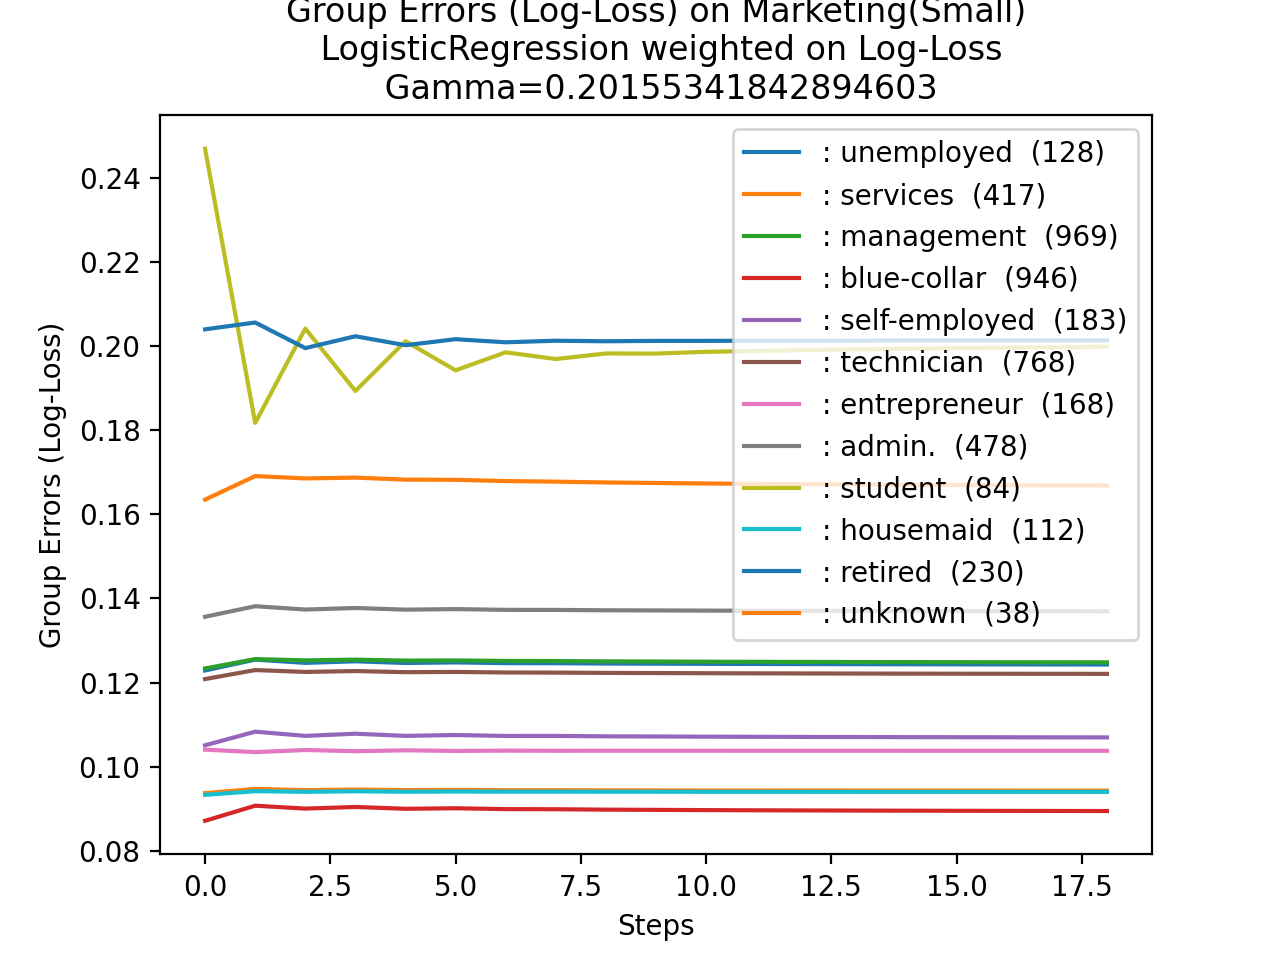 Group Errors (Log-Loss) on Marketing(Small)
LogisticRegression weighted on Log-Loss
Gamma=0.20155341842894603
Group Errors (Log-Loss)
0.24
0.22
0.20
0.18
0.16
0.14
0.12
0.10
0.08
: unemployed (128)
: services (417)
: management (969)
: blue-collar (946)
: self-employed (183)
: technician (768)
: entrepreneur (168)
: admin. (478)
: student (84)
: housemaid (112)
: retired (230)
: unknown (38)
0.0 2.5 5.0 7.5 10.0 12.5 15.0 17.5
Steps